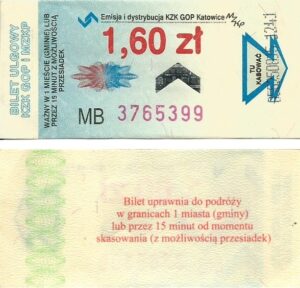 BILET ULGOWY
KZK GOP i MZKP
WAŻNY W 1 MIEŚCIE (GMINIE) LUB
PRZEZ 15 MINUT Z MOŻLIWOŚCIĄ
PRZESIADEK
Emisja i dystrybucja KZK GOP Katowice
1,60 zł
MB 3765399
TU
KASOWAĆ
Bilet uprawnia do podróży
w granicach 1 miasta (gminy)
lub przez 15 minut od momentu
skasowania (z możliwością przesiadek)